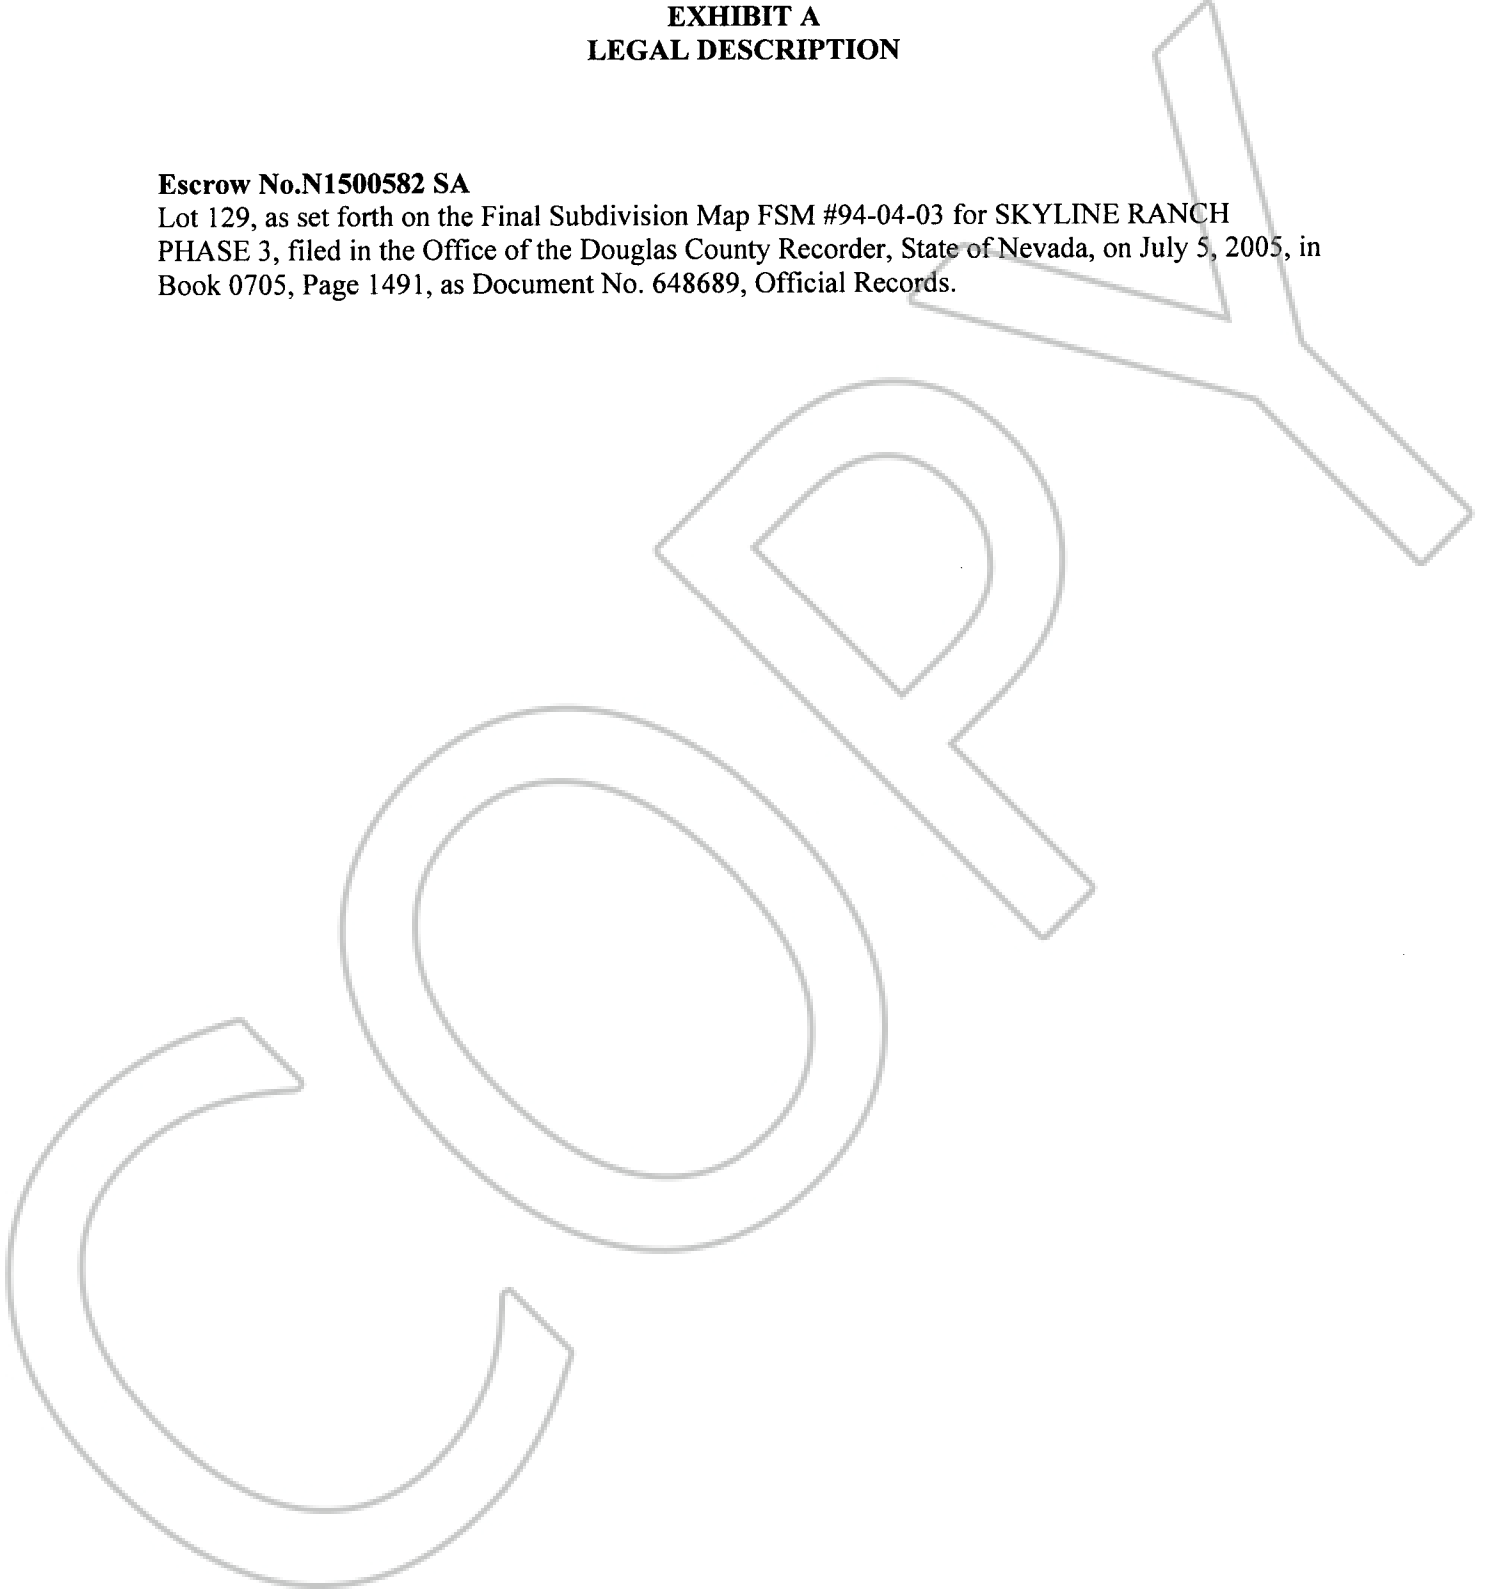 EXHIBIT A
LEGAL DESCRIPTION
Escrow No.N1500582 SA
Lot 129, as set forth on the Final Subdivision Map FSM #94-04-03 for SKYLINE RANCH
PHASE 3, filed in the Office of the Douglas County Recorder, State of Nevada, on July 5, 2005, in
Book 0705, Page 1491, as Document No. 648689, Official Records.
COPY